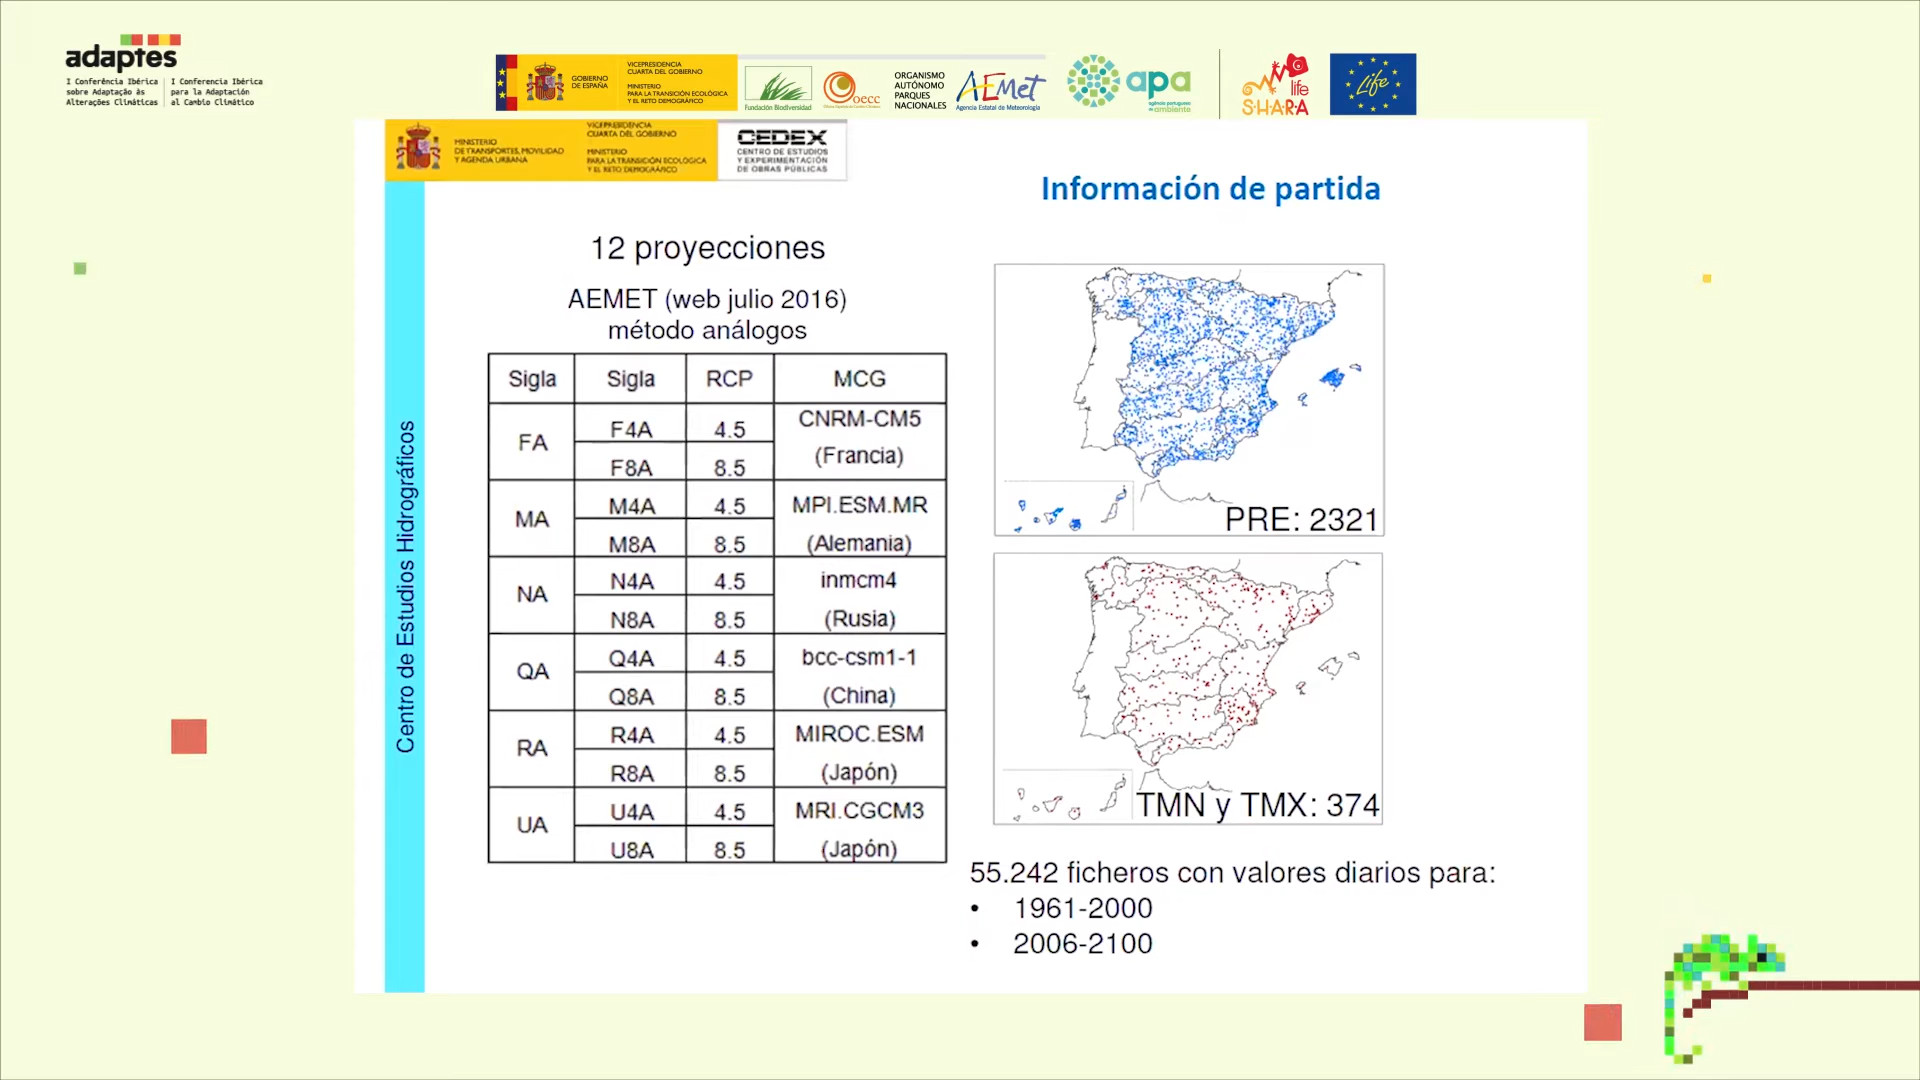 adaptes
I Conferência Ibérica
sobre Adaptação às
Alterações Climáticas
I Conferencia Ibérica
para la Adaptación
al Cambio Climático
GOBIERNO
DE ESPAÑA
VICEPRESIDENCIA
CUARTA DEL GOBIERNO
MINISTERIO
PARA LA TRANSICIÓN ECOLÓGICA
Y EL RETO DEMOGRÁFICO
Fundación Biodiversidad
oecc
ORGANISMO
AUTÓNOMO
PARQUES
NACIONALES
AEMet
Agencia Estatal de Meteorología
apa
agência portuguesa
do ambiente
life
SHARA
Life
MINISTERIO
DE TRANSPORTES, MOVILIDAD
Y AGENDA URBANA
VICEPRESIDENCIA
CUARTA DEL GOBIERNO
MINISTERIO
PARA LA TRANSICIÓN ECOLÓGICA
Y EL RETO DEMOGRÁFICO
CEDEX
CENTRO DE ESTUDIOS
Y EXPERIMENTACIÓN
DE OBRAS PÚBLICAS
Información de partida
Centro de Estudios Hidrográficos
12 proyecciones
AEMET (web julio 2016)
método análogos
Sigla Sigla RCP MCG
FA F4A 4.5 CNRM-CM5
F8A 8.5 (Francia)
MA M4A 4.5 MPI.ESM.MR
M8A 8.5 (Alemania)
NA N4A 4.5 inmcm4
N8A 8.5 (Rusia)
QA Q4A 4.5 bcc-csm1-1
Q8A 8.5 (China)
RA R4A 4.5 MIROC.ESM
R8A 8.5 (Japón)
UA U4A 4.5 MRI.CGCM3
U8A 8.5 (Japón)
PRE: 2321
TMN y TMX: 374
55.242 ficheros con valores diarios para:
• 1961-2000
• 2006-2100